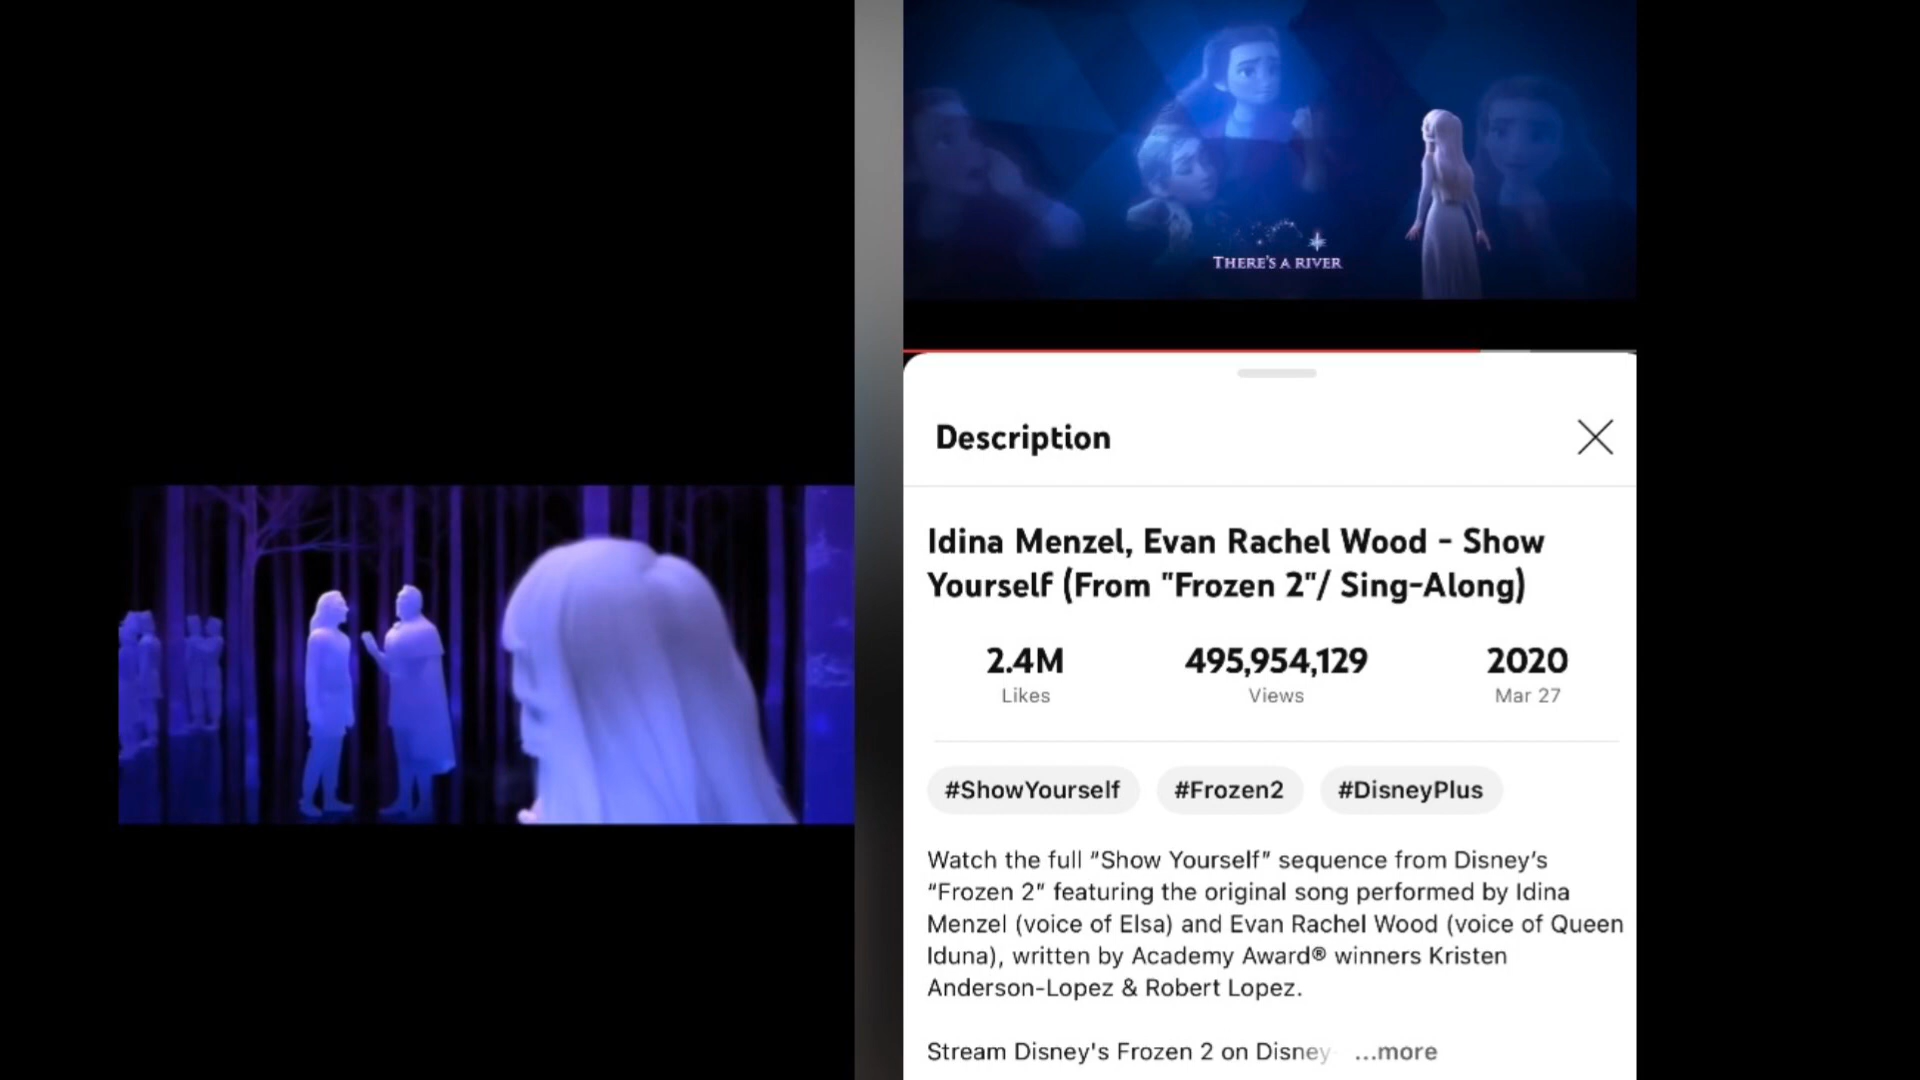 THERE'S A RIVER
Description
Idina Menzel, Evan Rachel Wood - Show
Yourself (From "Frozen 2"/ Sing-Along)
2.4M 495,954,129 2020
Likes Views Mar 27
#ShowYourself #Frozen2 #DisneyPlus
Watch the full “Show Yourself” sequence from Disney’s
“Frozen 2” featuring the original song performed by Idina
Menzel (voice of Elsa) and Evan Rachel Wood (voice of Queen
Iduna), written by Academy Award® winners Kristen
Anderson-Lopez & Robert Lopez.
Stream Disney's Frozen 2 on Disney ...more